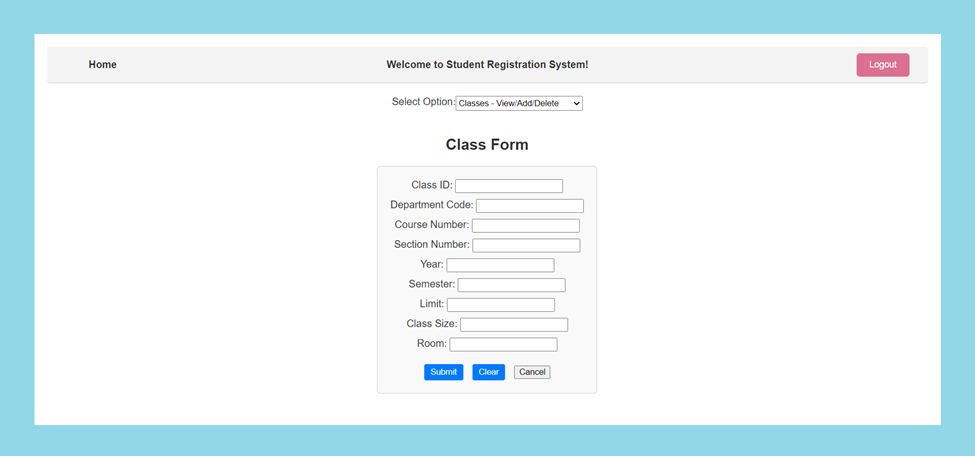 Home Welcome to Student Registration System! Logout
Select Option: Classes - View/Add/Delete
Class Form
Class ID:
Department Code:
Course Number:
Section Number:
Year:
Semester:
Limit:
Class Size:
Room:
Submit Clear Cancel